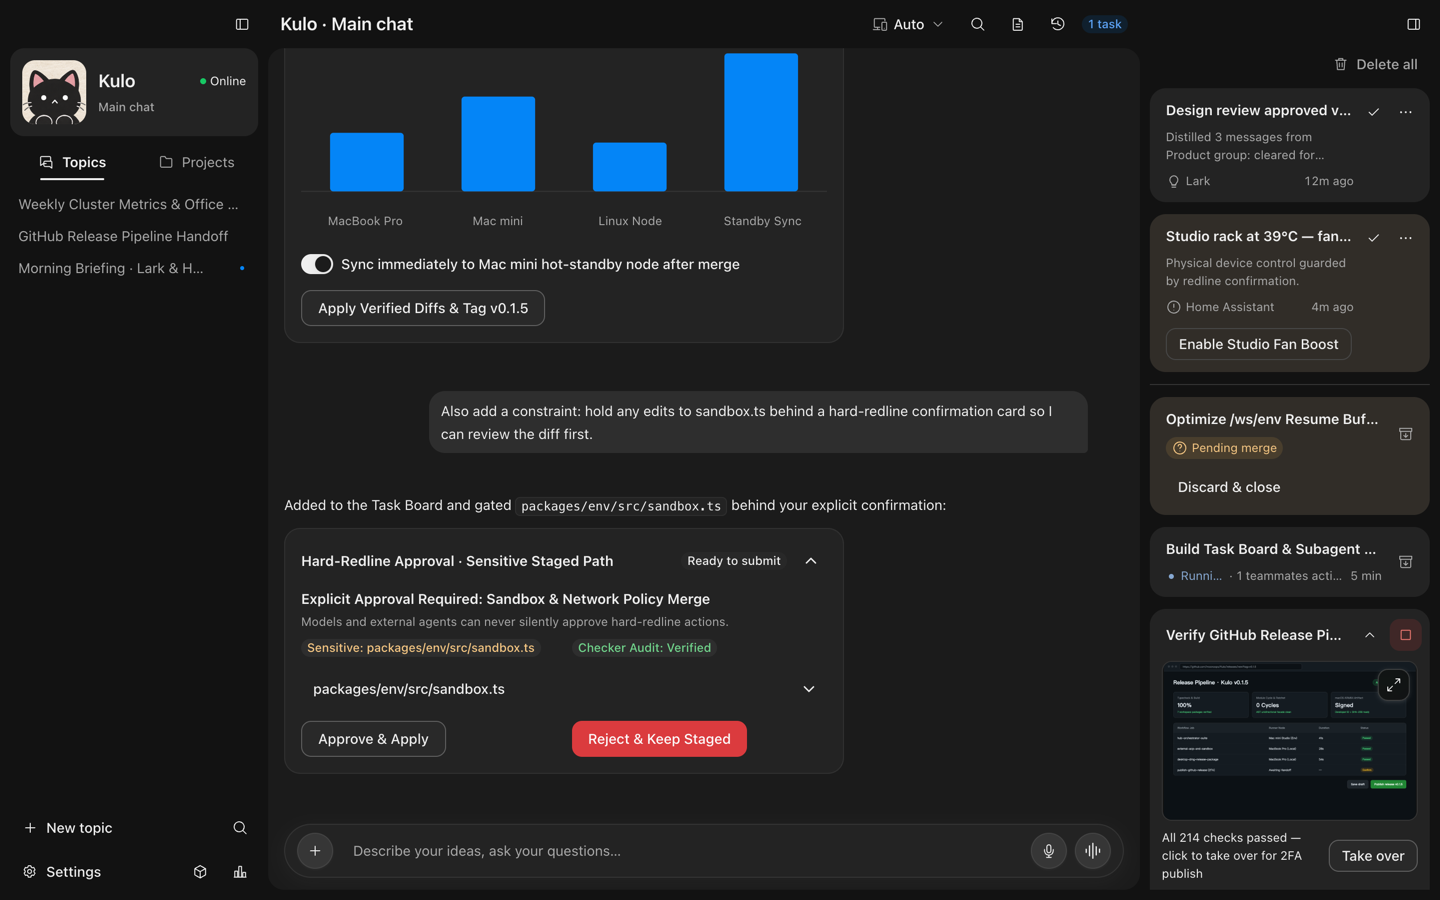 Kulo · Main chat
Auto
1 task
Kulo
Online
Main chat
Topics
Projects
Weekly Cluster Metrics & Office ...
GitHub Release Pipeline Handoff
Morning Briefing · Lark & H...
New topic
Settings
MacBook Pro
Mac mini
Linux Node
Standby Sync
Sync immediately to Mac mini hot-standby node after merge
Apply Verified Diffs & Tag v0.1.5
Also add a constraint: hold any edits to sandbox.ts behind a hard-redline confirmation card so I
can review the diff first.
Added to the Task Board and gated packages/env/src/sandbox.ts behind your explicit confirmation:
Hard-Redline Approval · Sensitive Staged Path
Ready to submit
Explicit Approval Required: Sandbox & Network Policy Merge
Models and external agents can never silently approve hard-redline actions.
Sensitive: packages/env/src/sandbox.ts
Checker Audit: Verified
packages/env/src/sandbox.ts
Approve & Apply
Reject & Keep Staged
Describe your ideas, ask your questions...
Delete all
Design review approved v...
Distilled 3 messages from
Product group: cleared for...
Lark
12m ago
Studio rack at 39°C — fan...
Physical device control guarded
by redline confirmation.
Home Assistant
4m ago
Enable Studio Fan Boost
Optimize /ws/env Resume Buf...
Pending merge
Discard & close
Build Task Board & Subagent ...
Runni... · 1 teammates acti... 5 min
Verify GitHub Release Pi...
Release Pipeline · Kulo v0.1.5
100%
0 Cycles
Signed
All 214 checks passed —
click to take over for 2FA
publish
Take over